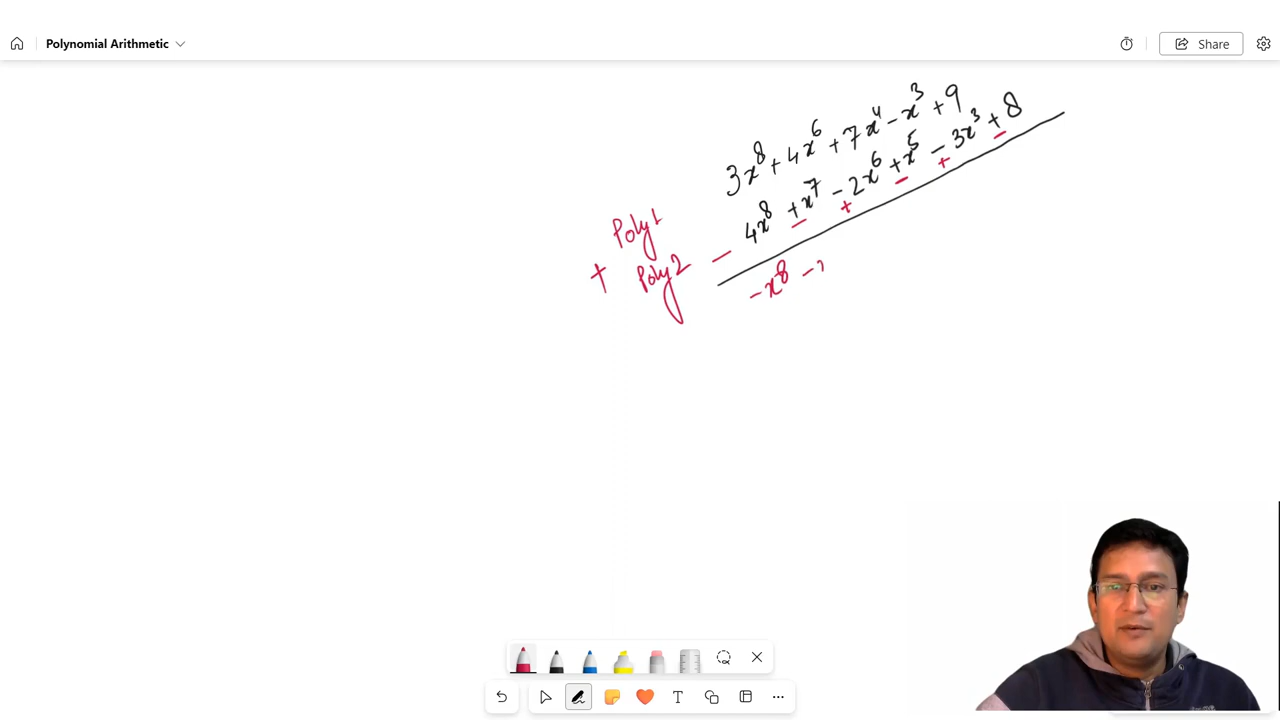 Polynomial Arithmetic
Share
3x⁸ + 4x⁶ + 7x⁴ - x³ + 9
4x⁸ + x⁷ - 2x⁶ + x⁵ - 3x³ + 8
- - + - + -
Poly1
+ Poly2
-x⁸ -
T